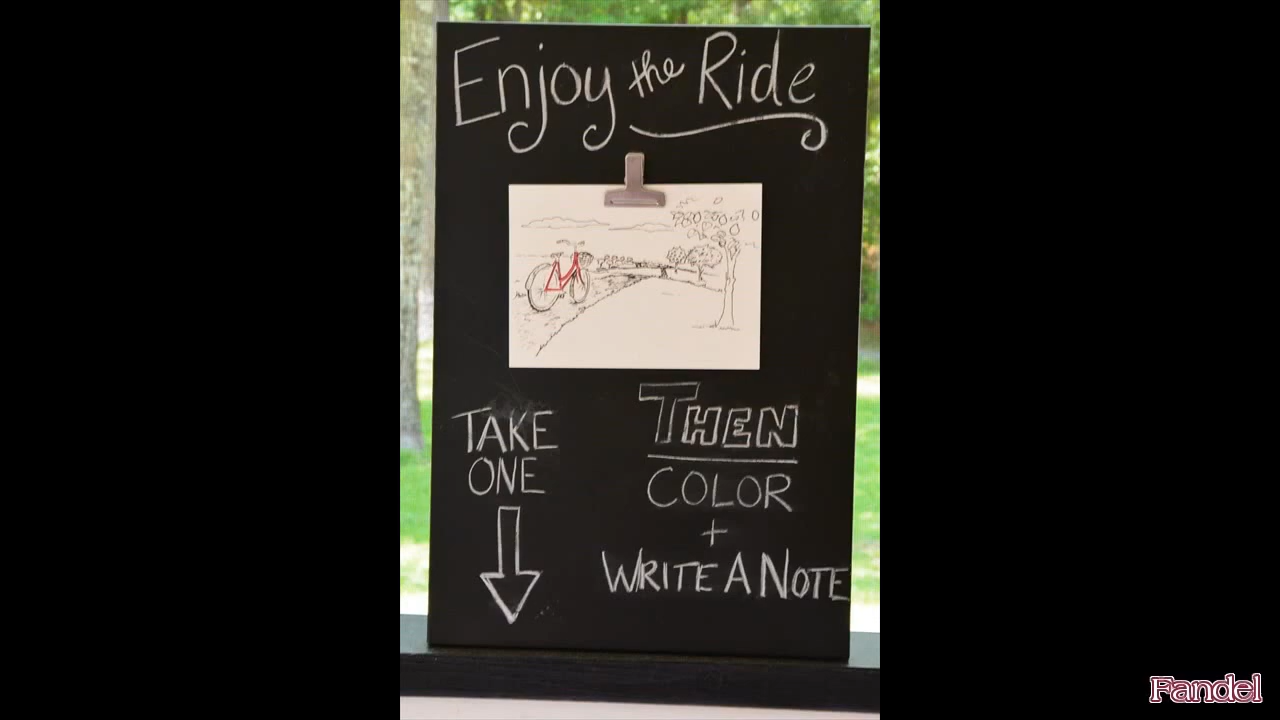 Enjoy the Ride
TAKE
ONE
THEN
COLOR
+
WRITE A NOTE
Fandel